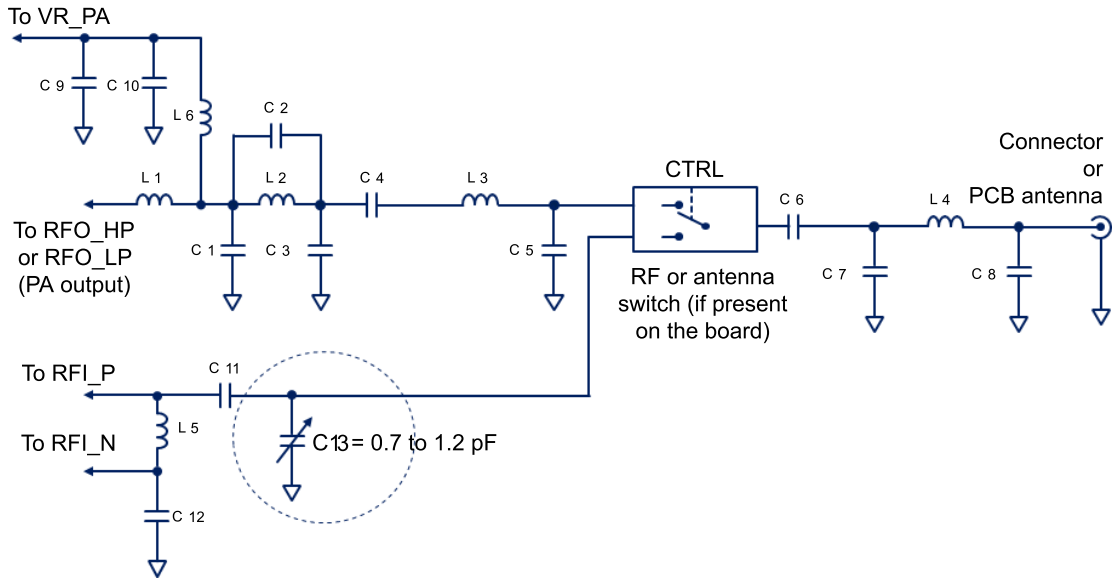 To VR_PA
C 9
C 10
L 6
C 2
L 1
L 2
C 4
L 3
CTRL
C 6
L 4
Connector
or
PCB antenna
To RFO_HP
or RFO_LP
(PA output)
C 1
C 3
C 5
RF or antenna
switch (if present
on the board)
C 7
C 8
To RFI_P
C 11
L 5
To RFI_N
C13= 0.7 to 1.2 pF
C 12